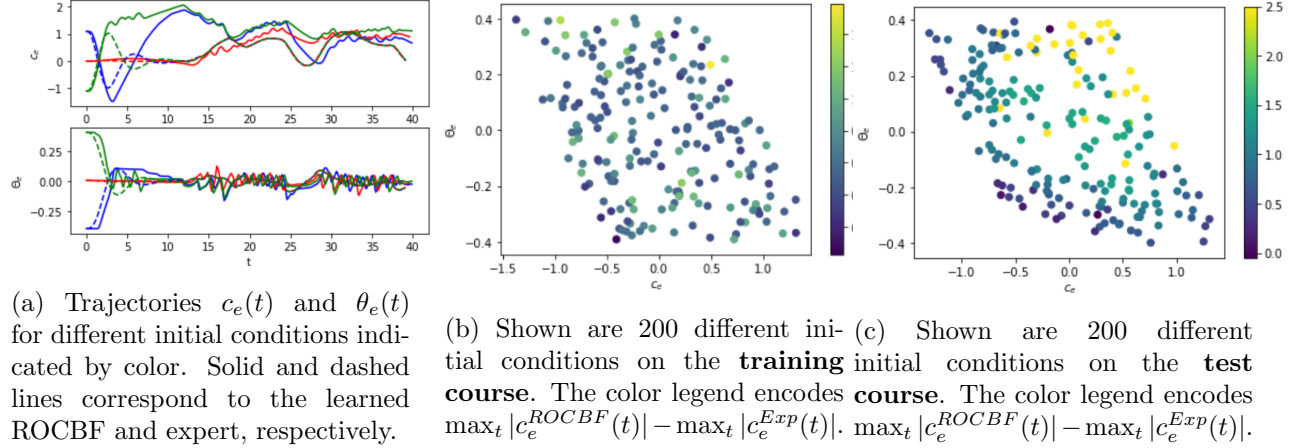 1
0
−1
c_e
0
5
10
15
20
25
30
35
40
0.25
0.00
−0.25
Θ_e
0
5
10
15
20
25
30
35
40
t
0.4
0.2
0.0
−0.2
−0.4
Θ_e
−1.5
−1.0
−0.5
0.0
0.5
1.0
c_e
0.4
0.2
0.0
−0.2
−0.4
Θ_e
−1.0
−0.5
0.0
0.5
1.0
c_e
2.5
2.0
1.5
1.0
0.5
0.0
(a) Trajectories c_e(t) and θ_e(t)
for different initial conditions indi-
cated by color. Solid and dashed
lines correspond to the learned
ROCBF and expert, respectively.
(b) Shown are 200 different ini-
tial conditions on the training
course. The color legend encodes
max_t |c_e^{ROCBF}(t)| − max_t |c_e^{Exp}(t)|.
(c) Shown are 200 different
initial conditions on the test
course. The color legend encodes
max_t |c_e^{ROCBF}(t)| − max_t |c_e^{Exp}(t)|.